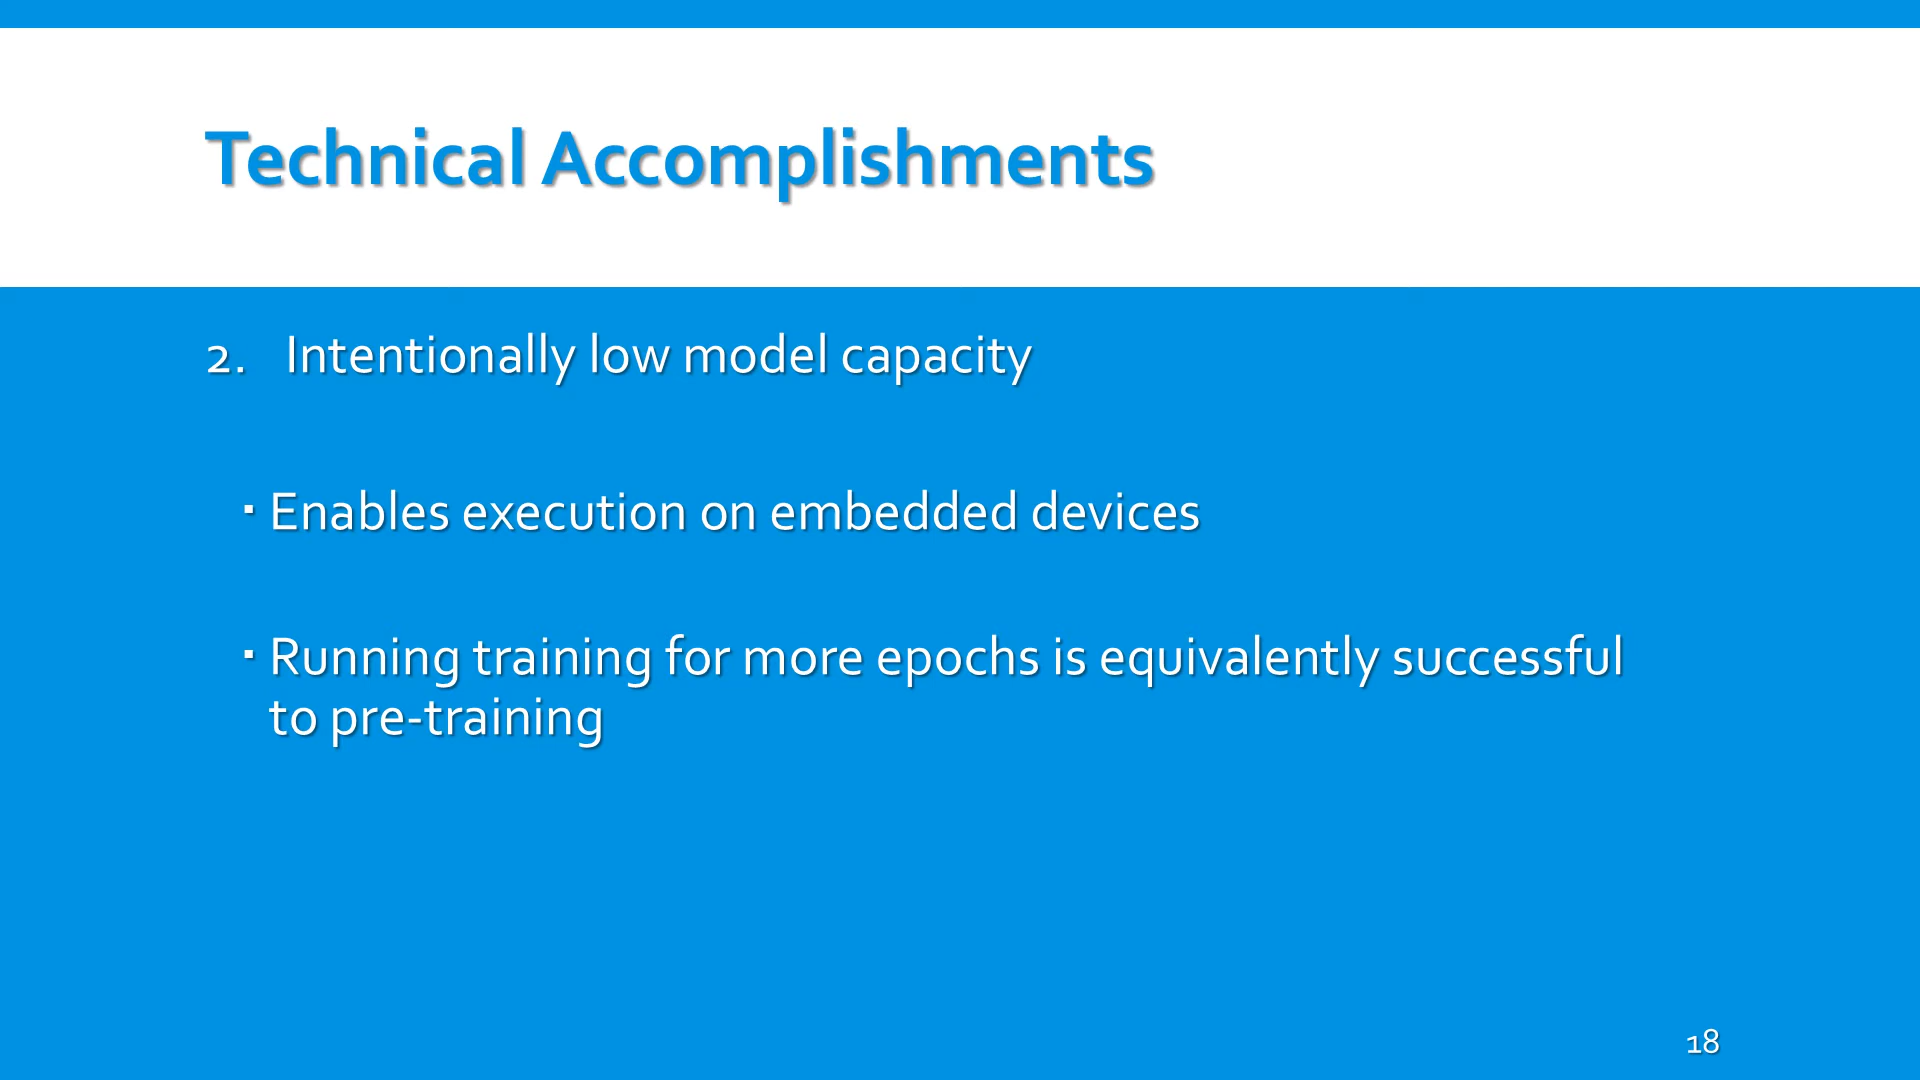 Technical Accomplishments
2. Intentionally low model capacity
▪ Enables execution on embedded devices
▪ Running training for more epochs is equivalently successful
to pre-training
18